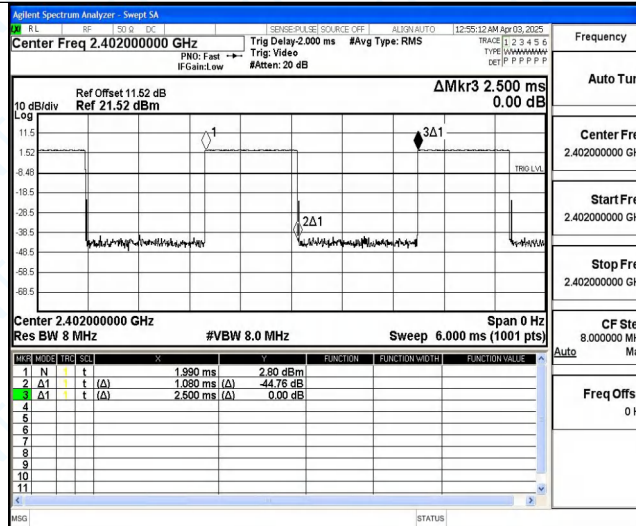 Agilent Spectrum Analyzer - Swept SA
RL RF 50 Ω DC SENSE:PULSE SOURCE OFF ALIGNAUTO 12:55:12 AM Apr 03, 2025
Center Freq 2.402000000 GHz Trig Delay-2.000 ms #Avg Type: RMS TRACE 1 2 3 4 5 6
PNO: Fast Trig: Video TYPE WWWWWW
IFGain:Low #Atten: 20 dB DET P P P P P P
Ref Offset 11.52 dB ΔMkr3 2.500 ms
10 dB/div Ref 21.52 dBm 0.00 dB
Log
11.5
1.52
-8.48
-18.5
-28.5
-38.5
-48.5
-58.5
-68.5
1
3Δ1
TRIG LVL
2Δ1
Center 2.402000000 GHz Span 0 Hz
Res BW 8 MHz #VBW 8.0 MHz Sweep 6.000 ms (1001 pts)
MKR MODE TRC SCL X Y FUNCTION FUNCTION WIDTH FUNCTION VALUE
1 N 1 t 1.990 ms 2.80 dBm
2 Δ1 1 t (Δ) 1.080 ms (Δ) -44.76 dB
3 Δ1 1 t (Δ) 2.500 ms (Δ) 0.00 dB
4
5
6
7
8
9
10
11
MSG STATUS
Frequency
Auto Tun
Center Fre
2.402000000 GH
Start Fre
2.402000000 GH
Stop Fre
2.402000000 GH
CF Ste
8.000000 MH
Auto Ma
Freq Offs
0 H